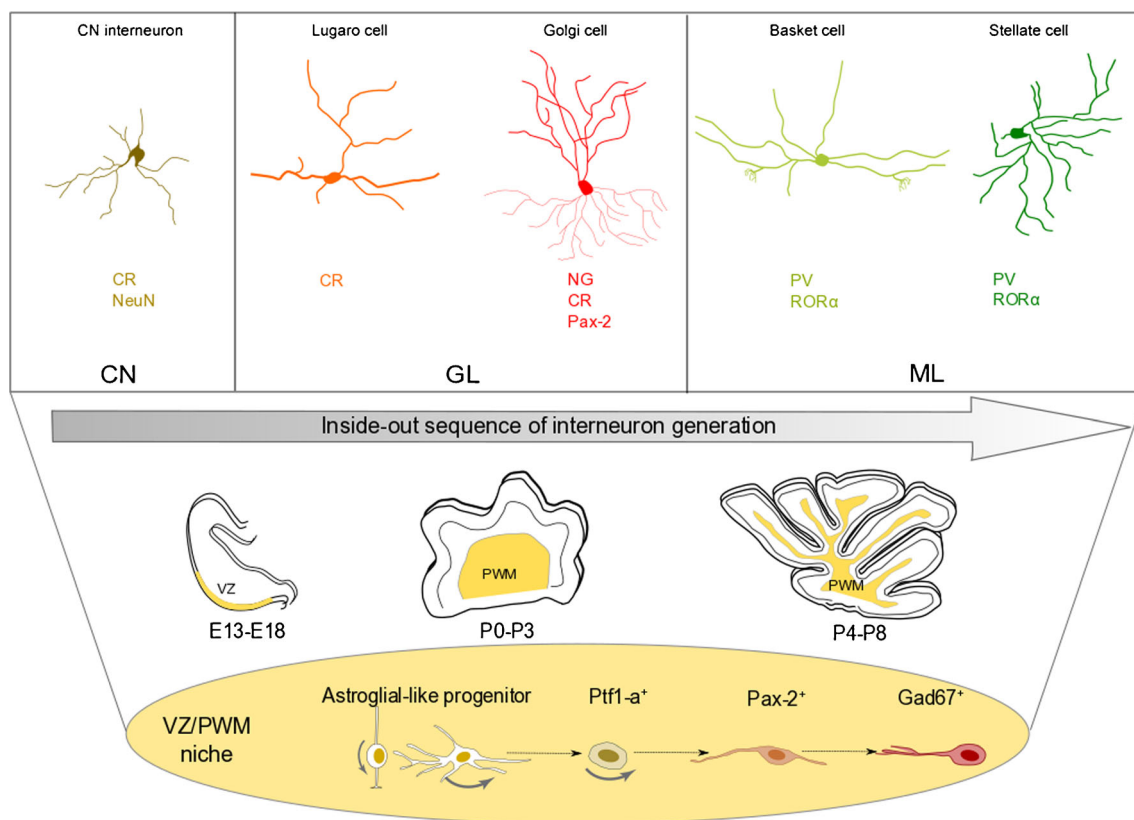 CN interneuron
Lugaro cell
Golgi cell
Basket cell
Stellate cell
CR
NeuN
CR
NG
CR
Pax-2
PV
RORα
PV
RORα
CN
GL
ML
Inside-out sequence of interneuron generation
VZ
PWM
PWM
E13-E18
P0-P3
P4-P8
VZ/PWM
niche
Astroglial-like progenitor
Ptf1-a⁺
Pax-2⁺
Gad67⁺